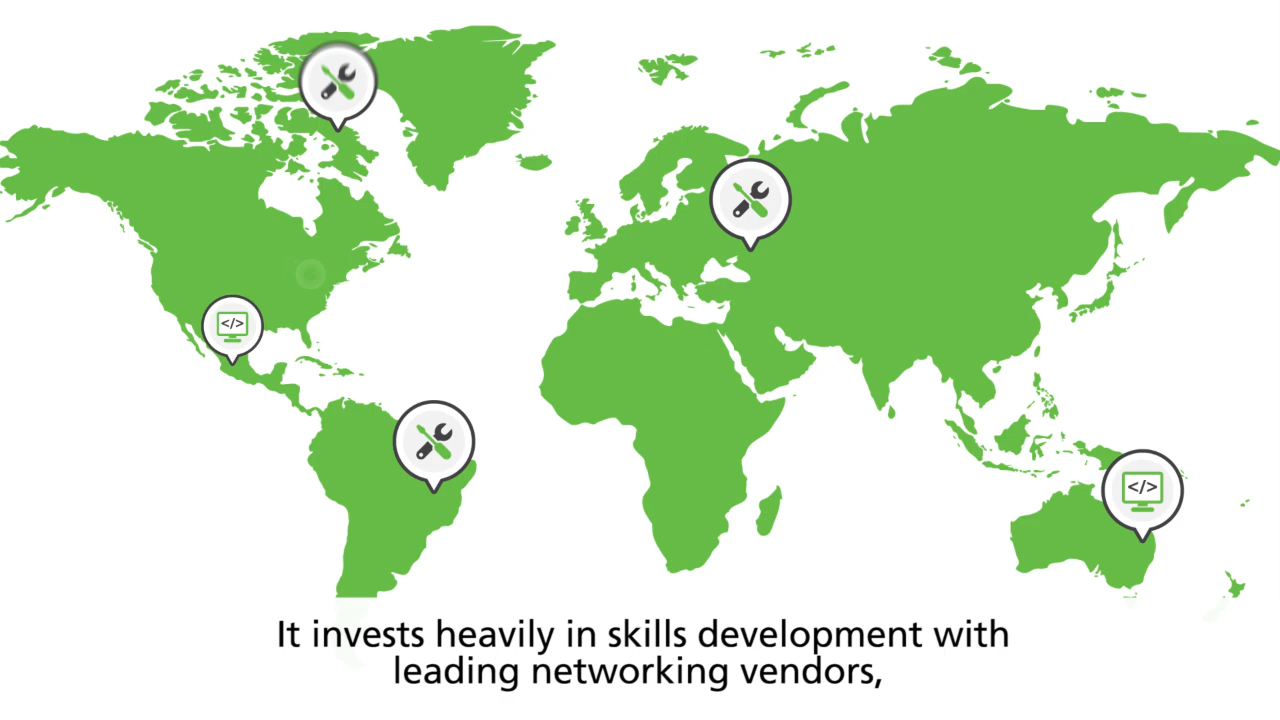 </>
</>
It invests heavily in skills development with
leading networking vendors,